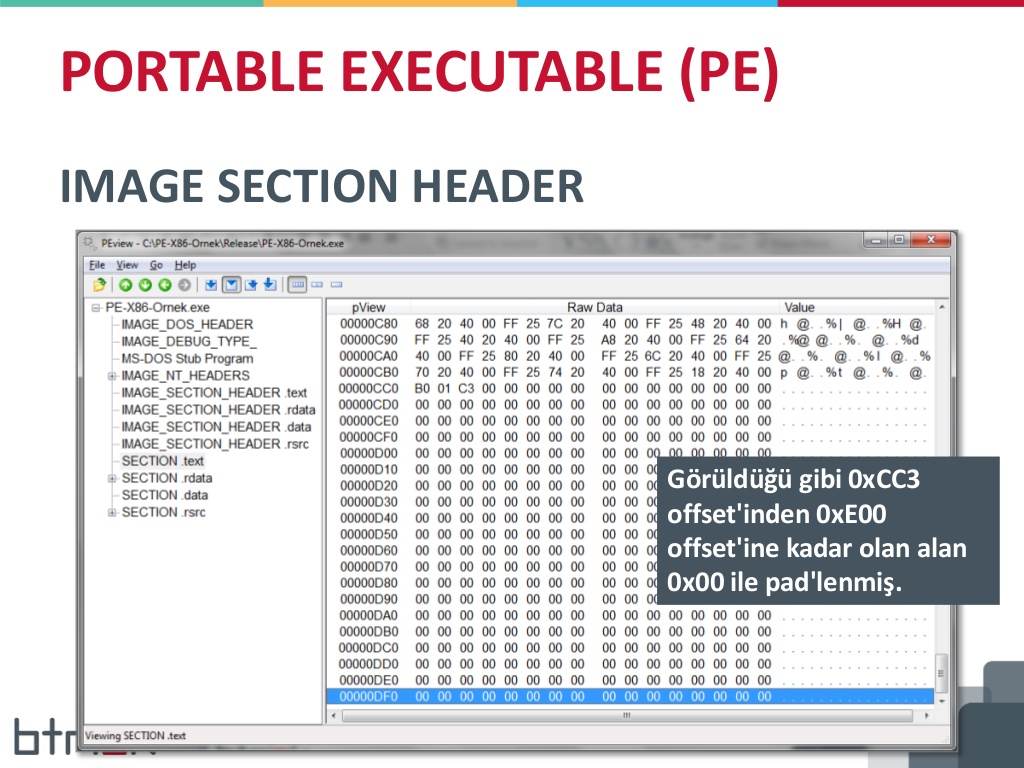 PORTABLE EXECUTABLE (PE)
IMAGE SECTION HEADER
PEview - C:\PE-X86-Ornek\Release\PE-X86-Ornek.exe
File View Go Help
PE-X86-Ornek.exe
IMAGE_DOS_HEADER
IMAGE_DEBUG_TYPE_
MS-DOS Stub Program
IMAGE_NT_HEADERS
IMAGE_SECTION_HEADER .text
IMAGE_SECTION_HEADER .rdata
IMAGE_SECTION_HEADER .data
IMAGE_SECTION_HEADER .rsrc
SECTION .text
SECTION .rdata
SECTION .data
SECTION .rsrc
pView Raw Data Value
00000C80 68 20 40 00 FF 25 7C 20 40 00 FF 25 48 20 40 00 h @. .%| @. .%H @.
00000C90 FF 25 40 20 40 00 FF 25 A8 20 40 00 FF 25 64 20 .%@ @. .%. @. .%d
00000CA0 40 00 FF 25 80 20 40 00 FF 25 6C 20 40 00 FF 25 @. .%. @. .%l @. .%
00000CB0 70 20 40 00 FF 25 74 20 40 00 FF 25 18 20 40 00 p @. .%t @. .%. @.
00000CC0 B0 01 C3 00 00 00 00 00 00 00 00 00 00 00 00 00 . . . . . . . . . . . . . . . .
00000CD0 00 00 00 00 00 00 00 00 00 00 00 00 00 00 00 00 . . . . . . . . . . . . . . . .
00000CE0 00 00 00 00 00 00 00 00 00 00 00 00 00 00 00 00 . . . . . . . . . . . . . . . .
00000CF0 00 00 00 00 00 00 00 00 00 00 00 00 00 00 00 00 . . . . . . . . . . . . . . . .
00000D00 00 00 00 00 00 00 00 00 00 00 00 00 00 00 00 00
00000D10 00 00 00 00 00 00 00 00 00 00 00
00000D20 00 00 00 00 00 00 00 00 00 00 00
00000D30 00 00 00 00 00 00 00 00 00 00 00
00000D40 00 00 00 00 00 00 00 00 00 00 00
00000D50 00 00 00 00 00 00 00 00 00 00 00
00000D60 00 00 00 00 00 00 00 00 00 00 00
00000D70 00 00 00 00 00 00 00 00 00 00 00
00000D80 00 00 00 00 00 00 00 00 00 00 00
00000D90 00 00 00 00 00 00 00 00 00 00 00
00000DA0 00 00 00 00 00 00 00 00 00 00 00 00 00 00 00 00 . . . . . . . . . . . . . . . .
00000DB0 00 00 00 00 00 00 00 00 00 00 00 00 00 00 00 00 . . . . . . . . . . . . . . . .
00000DC0 00 00 00 00 00 00 00 00 00 00 00 00 00 00 00 00 . . . . . . . . . . . . . . . .
00000DD0 00 00 00 00 00 00 00 00 00 00 00 00 00 00 00 00 . . . . . . . . . . . . . . . .
00000DE0 00 00 00 00 00 00 00 00 00 00 00 00 00 00 00 00 . . . . . . . . . . . . . . . .
00000DF0 00 00 00 00 00 00 00 00 00 00 00 00 00 00 00 00 . . . . . . . . . . . . . . . .
Görüldüğü gibi 0xCC3
offset'inden 0xE00
offset'ine kadar olan alan
0x00 ile pad'lenmiş.
Viewing SECTION .text